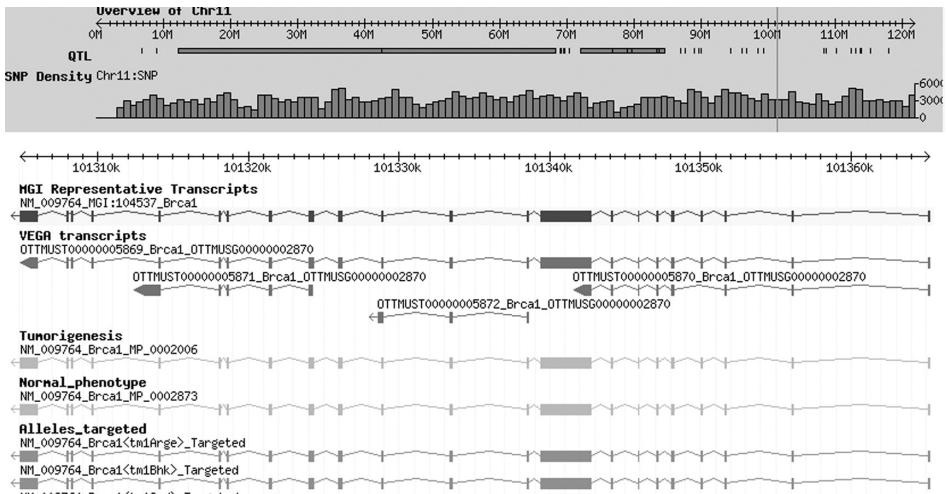 Overview of Chr11
0M 10M 20M 30M 40M 50M 60M 70M 80M 90M 100M 110M 120M
QTL
SNP Density Chr11:SNP
6000
3000
0
101310k 101320k 101330k 101340k 101350k 101360k
MGI Representative Transcripts
NM_009764_MGI:104537_Brca1
VEGA transcripts
OTTMUST00000005869_Brca1_OTTMUSG00000002870
OTTMUST00000005871_Brca1_OTTMUSG00000002870 OTTMUST00000005870_Brca1_OTTMUSG00000002870
OTTMUST00000005872_Brca1_OTTMUSG00000002870
Tumorigenesis
NM_009764_Brca1_MP_0002006
Normal_phenotype
NM_009764_Brca1_MP_0002873
Alleles_targeted
NM_009764_Brca1<tm1Arge>_Targeted
NM_009764_Brca1<tm1Bhk>_Targeted